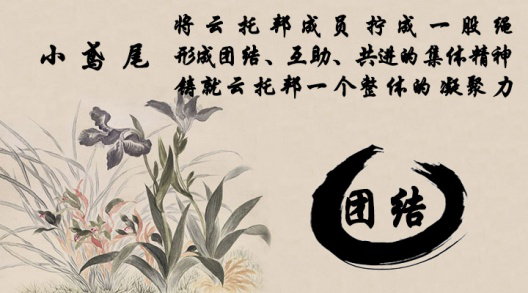 小鸢尾
将云托邦成员拧成一股绳
形成团结、互助、共进的集体精神
铸就云托邦一个整体的凝聚力
团结